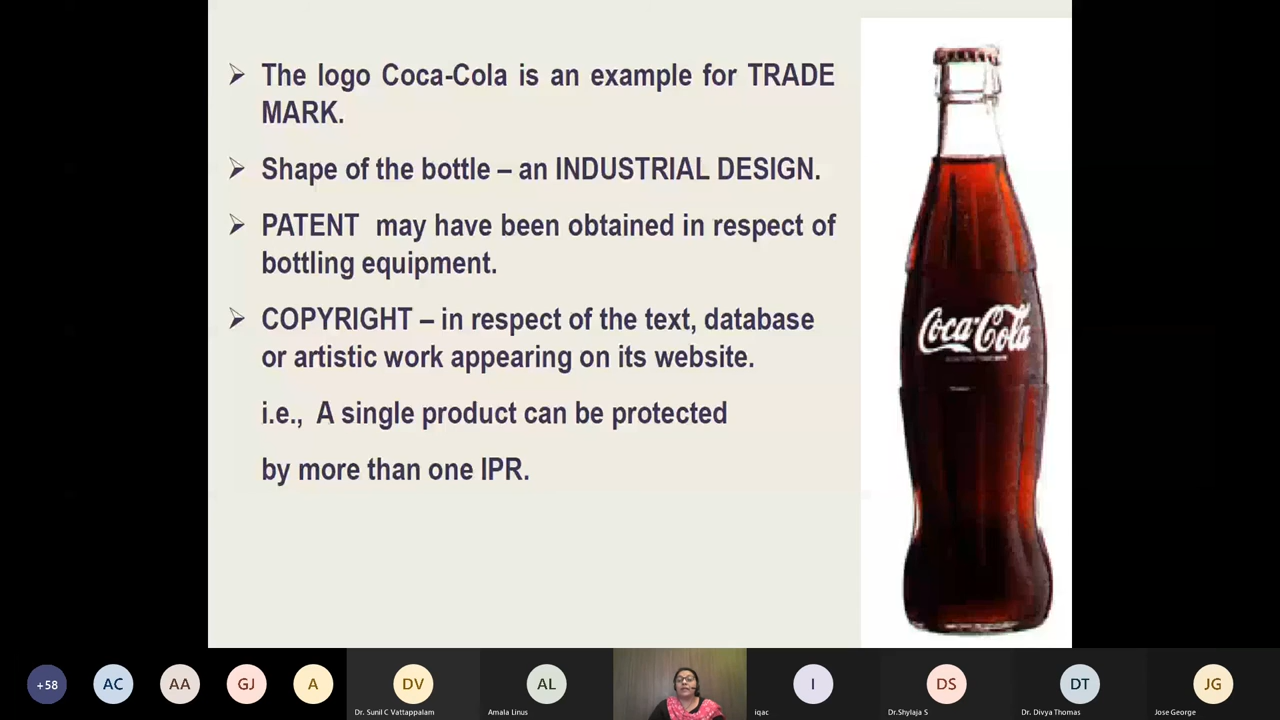 The logo Coca-Cola is an example for TRADE
MARK.
Shape of the bottle – an INDUSTRIAL DESIGN.
PATENT may have been obtained in respect of
bottling equipment.
COPYRIGHT – in respect of the text, database
or artistic work appearing on its website.
i.e., A single product can be protected
by more than one IPR.
Coca-Cola
+58
AC
AA
GJ
A
DV
AL
I
DS
DT
JG
Dr. Sunil C Vattappalam
Amala Linus
iqac
Dr.Shylaja S
Dr. Divya Thomas
Jose George